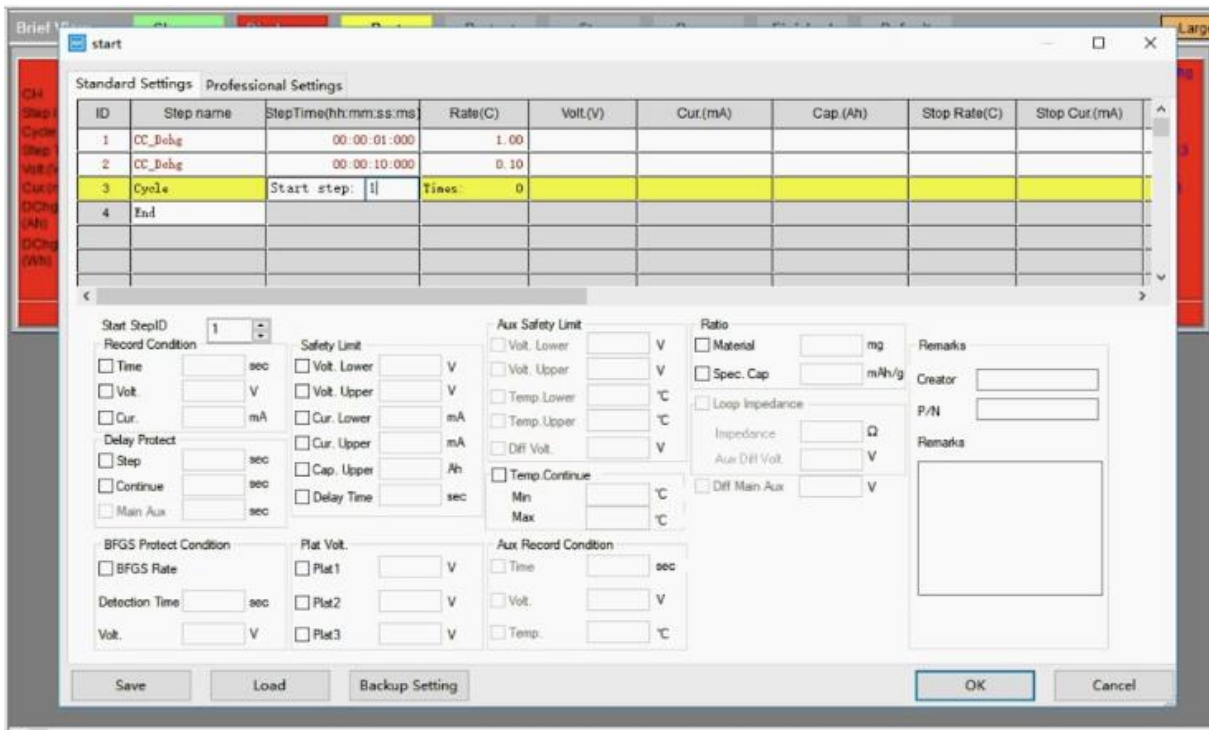 Brief
Large
start
Standard Settings Professional Settings
ID Step name StepTime(hh:mm:ss:ms) Rate(C) Volt.(V) Cur.(mA) Cap.(Ah) Stop Rate(C) Stop Cur.(mA)
1 CC_Dchg 00:00:01:000 1.00
2 CC_Dchg 00:00:10:000 0.10
3 Cycle Start step: 1 Times: 0
4 End
CH
(Ah)
(Wh)
Start StepID 1
Record Condition
Time sec
Volt. V
Cur. mA
Delay Protect
Step sec
Continue sec
Main Aux sec
BFGS Protect Condition
BFGS Rate
Detection Time sec
Volt. V
Safety Limit
Volt. Lower V
Volt. Upper V
Cur. Lower mA
Cur. Upper mA
Cap. Upper Ah
Delay Time sec
Plat Volt.
Plat1 V
Plat2 V
Plat3 V
Aux Safety Limit
Volt. Lower V
Volt. Upper V
Temp.Lower ℃
Temp.Upper ℃
Diff Volt. V
Temp.Continue
Min ℃
Max ℃
Aux Record Condition
Time sec
Volt. V
Temp. ℃
Ratio
Material mg
Spec. Cap mAh/g
Loop Impedance
Impedance Ω
Aux Diff Volt. V
Diff Main Aux V
Remarks
Creator
P/N
Remarks
Save Load Backup Setting OK Cancel